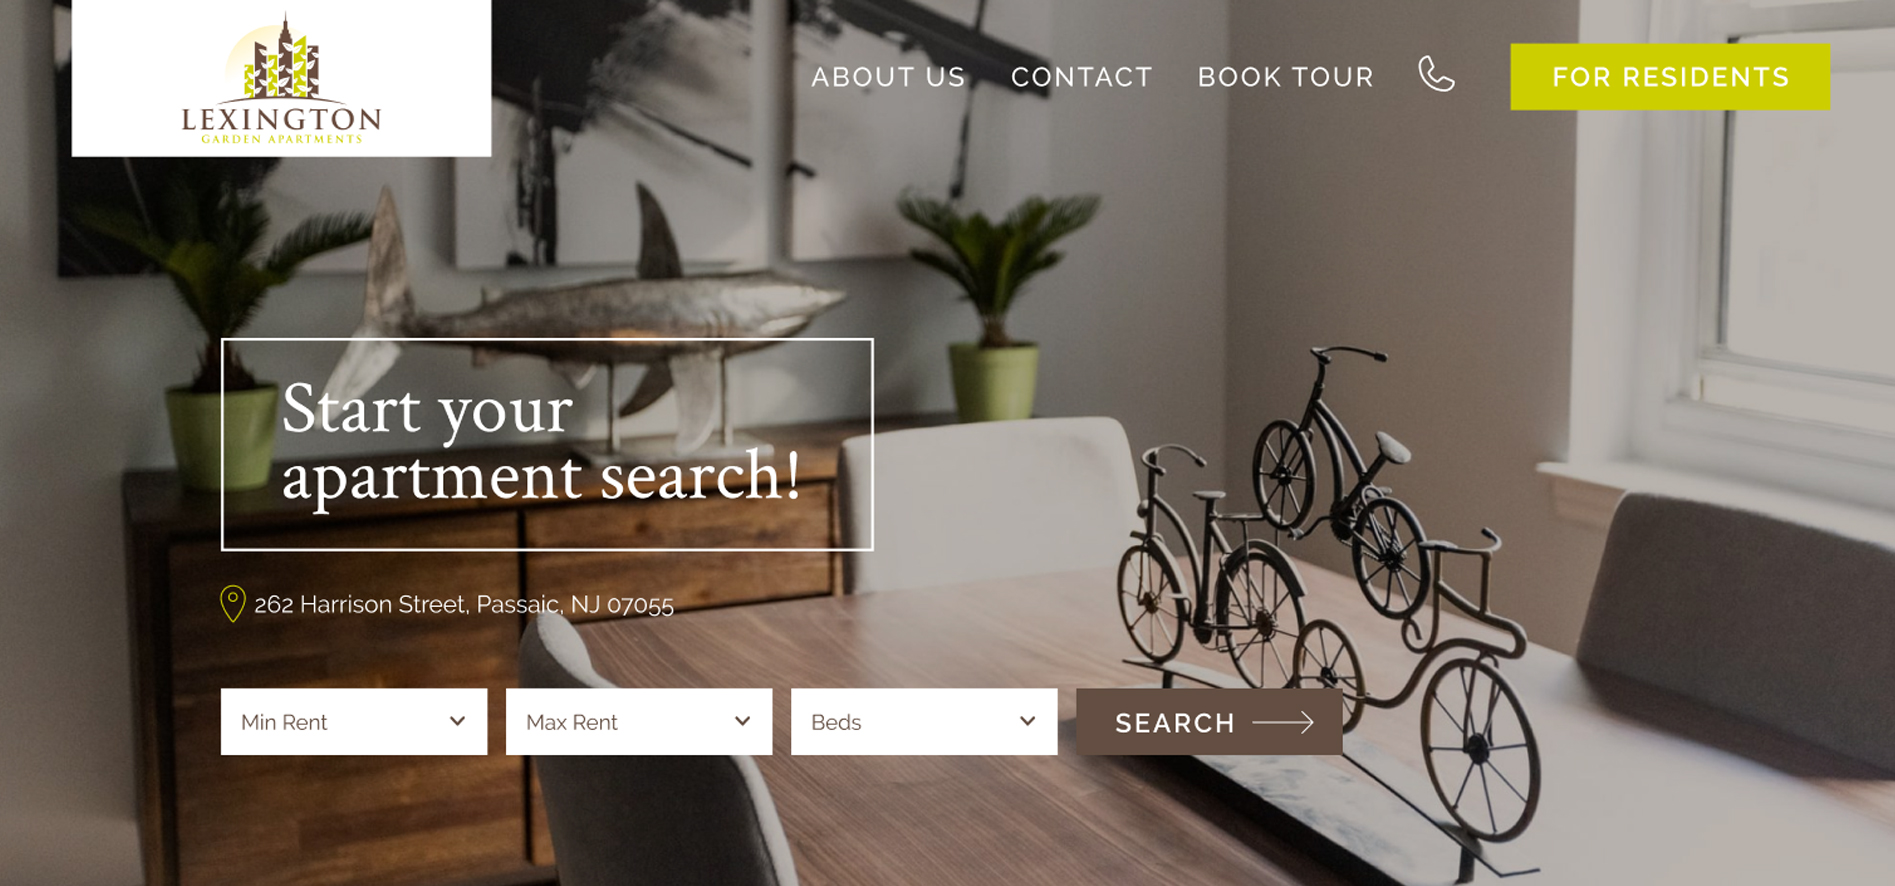 LEXINGTON
GARDEN APARTMENTS
ABOUT US
CONTACT
BOOK TOUR
FOR RESIDENTS
Start your
apartment search!
262 Harrison Street, Passaic, NJ 07055
Min Rent
Max Rent
Beds
SEARCH